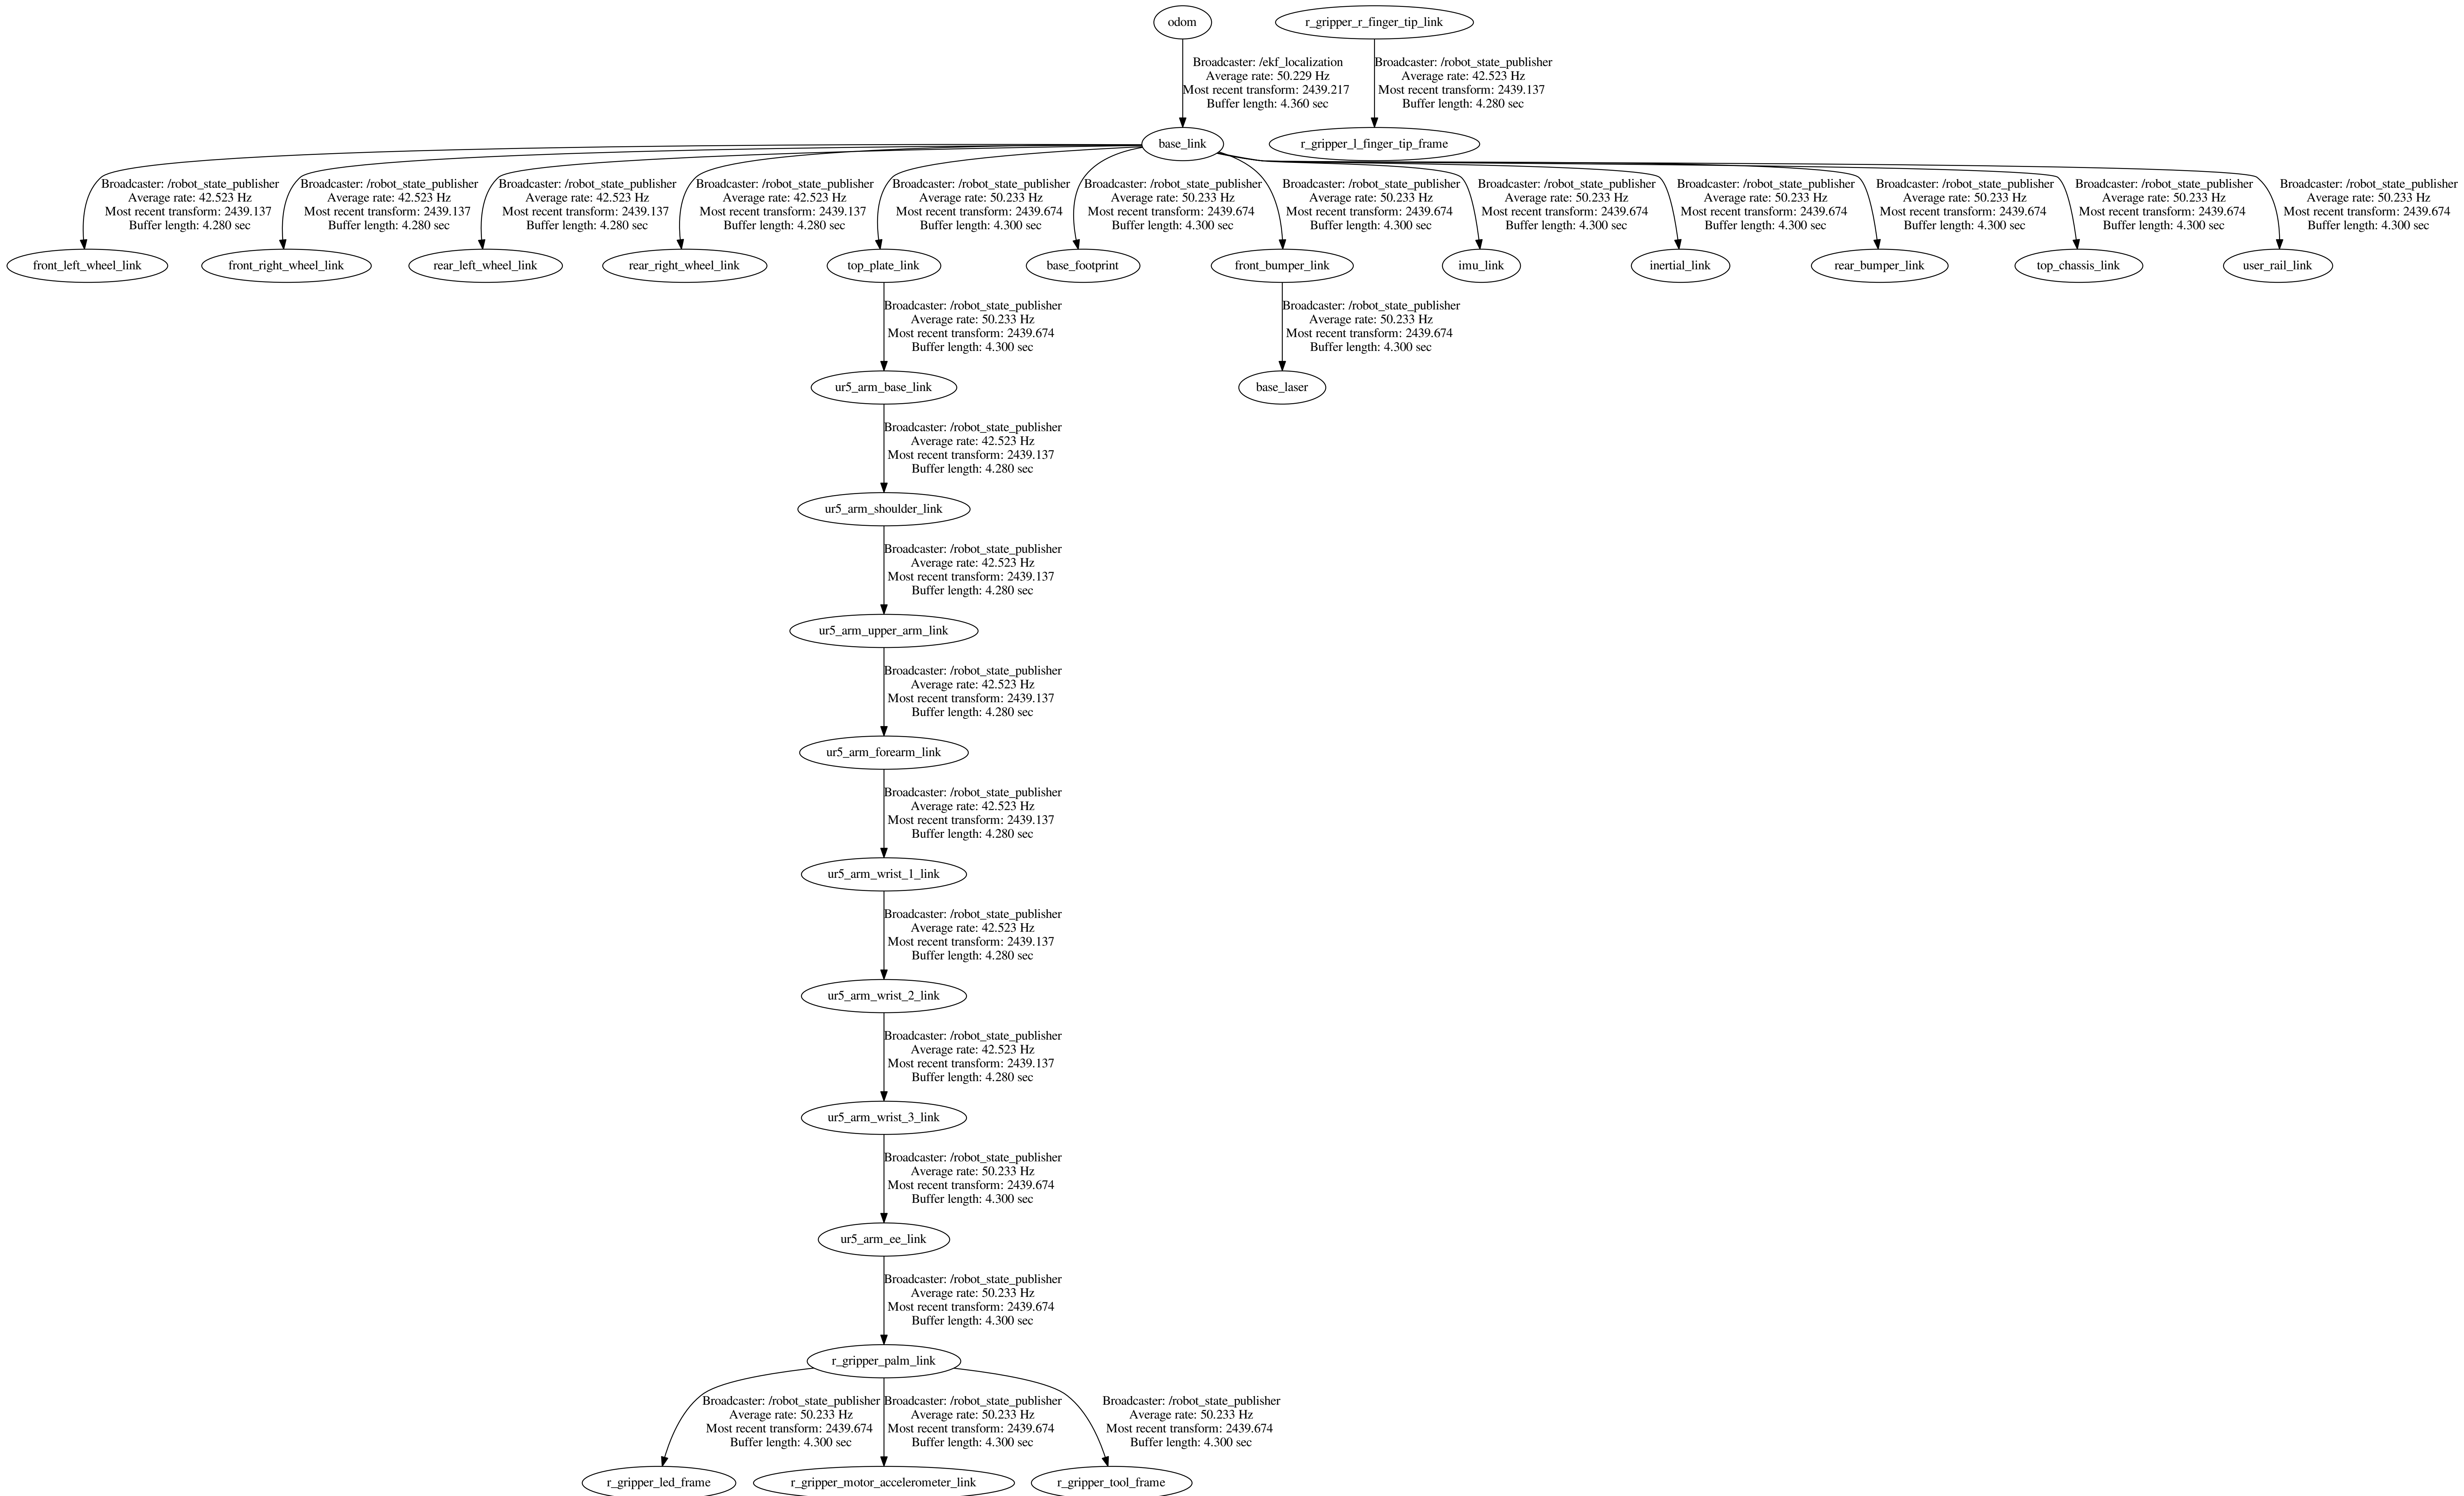 odom
r_gripper_r_finger_tip_link
Broadcaster: /ekf_localization
Average rate: 50.229 Hz
Most recent transform: 2439.217
Buffer length: 4.360 sec
Broadcaster: /robot_state_publisher
Average rate: 42.523 Hz
Most recent transform: 2439.137
Buffer length: 4.280 sec
base_link
r_gripper_l_finger_tip_frame
Broadcaster: /robot_state_publisher
Average rate: 42.523 Hz
Most recent transform: 2439.137
Buffer length: 4.280 sec
Broadcaster: /robot_state_publisher
Average rate: 42.523 Hz
Most recent transform: 2439.137
Buffer length: 4.280 sec
Broadcaster: /robot_state_publisher
Average rate: 42.523 Hz
Most recent transform: 2439.137
Buffer length: 4.280 sec
Broadcaster: /robot_state_publisher
Average rate: 42.523 Hz
Most recent transform: 2439.137
Buffer length: 4.280 sec
Broadcaster: /robot_state_publisher
Average rate: 50.233 Hz
Most recent transform: 2439.674
Buffer length: 4.300 sec
Broadcaster: /robot_state_publisher
Average rate: 50.233 Hz
Most recent transform: 2439.674
Buffer length: 4.300 sec
Broadcaster: /robot_state_publisher
Average rate: 50.233 Hz
Most recent transform: 2439.674
Buffer length: 4.300 sec
Broadcaster: /robot_state_publisher
Average rate: 50.233 Hz
Most recent transform: 2439.674
Buffer length: 4.300 sec
Broadcaster: /robot_state_publisher
Average rate: 50.233 Hz
Most recent transform: 2439.674
Buffer length: 4.300 sec
Broadcaster: /robot_state_publisher
Average rate: 50.233 Hz
Most recent transform: 2439.674
Buffer length: 4.300 sec
Broadcaster: /robot_state_publisher
Average rate: 50.233 Hz
Most recent transform: 2439.674
Buffer length: 4.300 sec
Broadcaster: /robot_state_publisher
Average rate: 50.233 Hz
Most recent transform: 2439.674
Buffer length: 4.300 sec
front_left_wheel_link
front_right_wheel_link
rear_left_wheel_link
rear_right_wheel_link
top_plate_link
base_footprint
front_bumper_link
imu_link
inertial_link
rear_bumper_link
top_chassis_link
user_rail_link
Broadcaster: /robot_state_publisher
Average rate: 50.233 Hz
Most recent transform: 2439.674
Buffer length: 4.300 sec
Broadcaster: /robot_state_publisher
Average rate: 50.233 Hz
Most recent transform: 2439.674
Buffer length: 4.300 sec
ur5_arm_base_link
base_laser
Broadcaster: /robot_state_publisher
Average rate: 42.523 Hz
Most recent transform: 2439.137
Buffer length: 4.280 sec
ur5_arm_shoulder_link
Broadcaster: /robot_state_publisher
Average rate: 42.523 Hz
Most recent transform: 2439.137
Buffer length: 4.280 sec
ur5_arm_upper_arm_link
Broadcaster: /robot_state_publisher
Average rate: 42.523 Hz
Most recent transform: 2439.137
Buffer length: 4.280 sec
ur5_arm_forearm_link
Broadcaster: /robot_state_publisher
Average rate: 42.523 Hz
Most recent transform: 2439.137
Buffer length: 4.280 sec
ur5_arm_wrist_1_link
Broadcaster: /robot_state_publisher
Average rate: 42.523 Hz
Most recent transform: 2439.137
Buffer length: 4.280 sec
ur5_arm_wrist_2_link
Broadcaster: /robot_state_publisher
Average rate: 42.523 Hz
Most recent transform: 2439.137
Buffer length: 4.280 sec
ur5_arm_wrist_3_link
Broadcaster: /robot_state_publisher
Average rate: 50.233 Hz
Most recent transform: 2439.674
Buffer length: 4.300 sec
ur5_arm_ee_link
Broadcaster: /robot_state_publisher
Average rate: 50.233 Hz
Most recent transform: 2439.674
Buffer length: 4.300 sec
r_gripper_palm_link
Broadcaster: /robot_state_publisher
Average rate: 50.233 Hz
Most recent transform: 2439.674
Buffer length: 4.300 sec
Broadcaster: /robot_state_publisher
Average rate: 50.233 Hz
Most recent transform: 2439.674
Buffer length: 4.300 sec
Broadcaster: /robot_state_publisher
Average rate: 50.233 Hz
Most recent transform: 2439.674
Buffer length: 4.300 sec
r_gripper_led_frame
r_gripper_motor_accelerometer_link
r_gripper_tool_frame